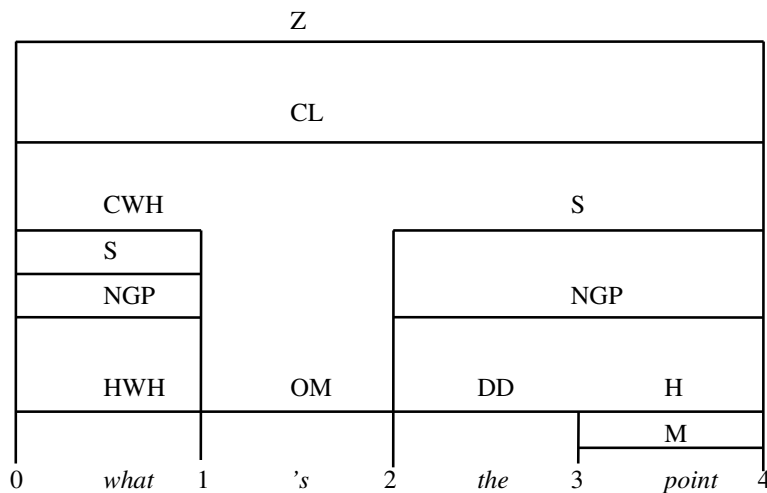 Z
CL
CWH S
S
NGP NGP
HWH OM DD H
M
0 what 1 's 2 the 3 point 4